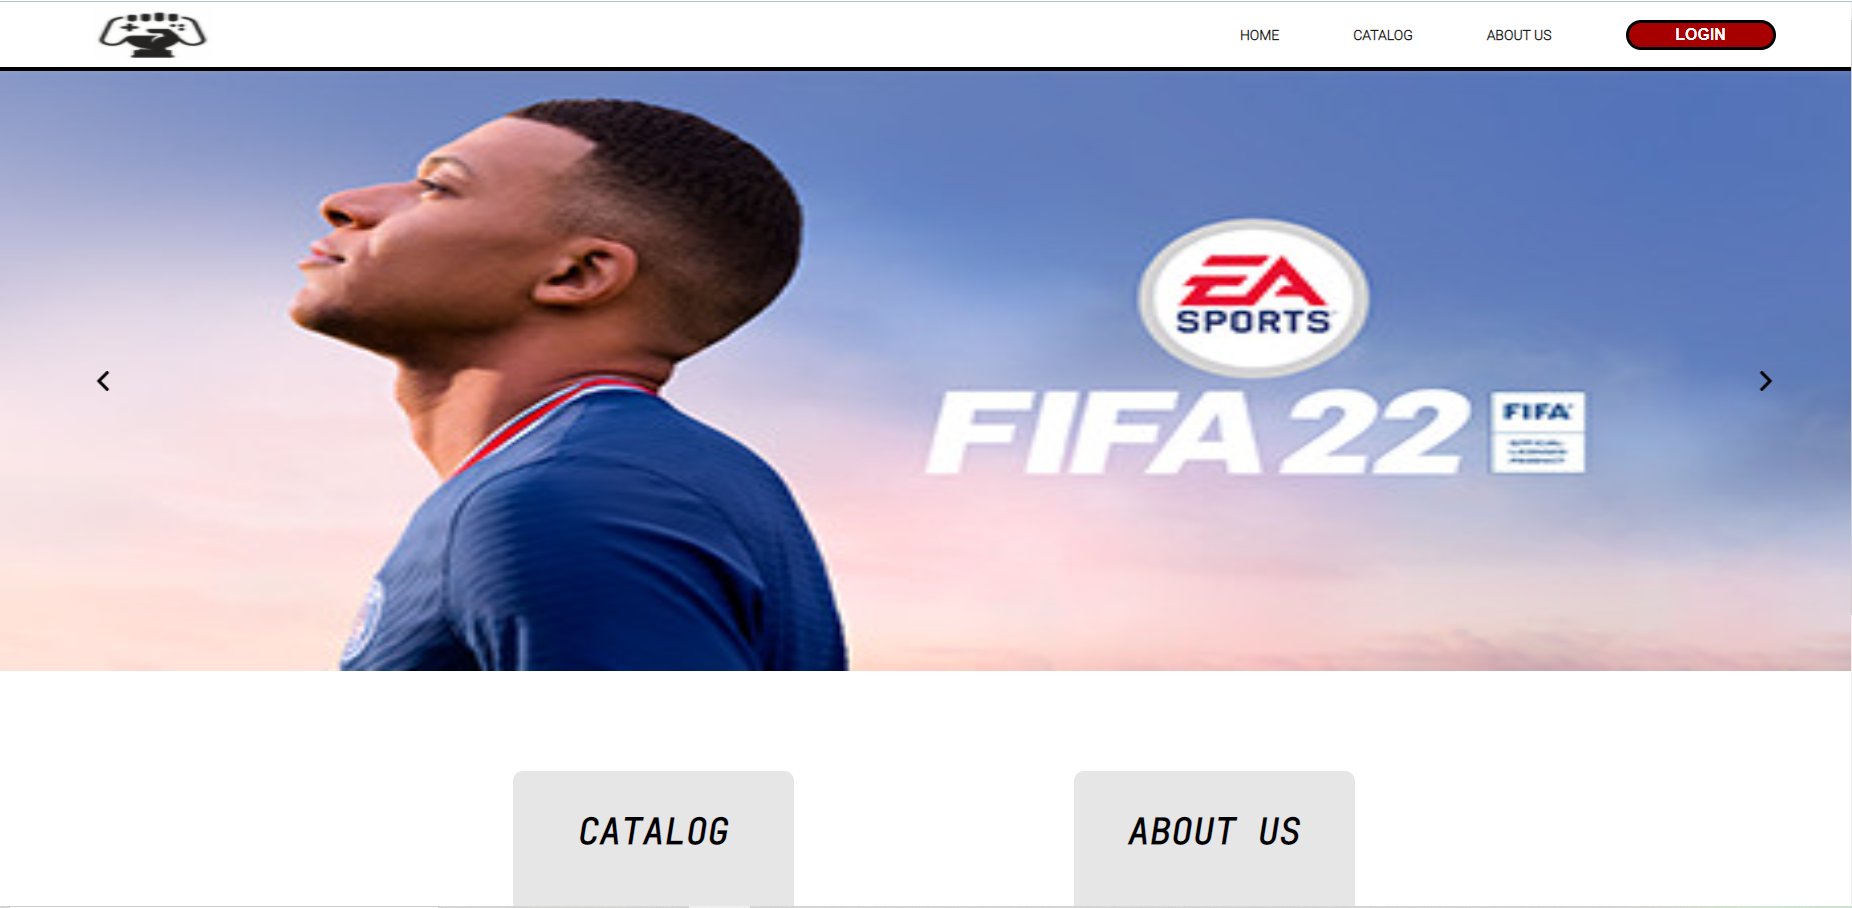 HOME CATALOG ABOUT US LOGIN
EA
SPORTS
FIFA 22
FIFA
CATALOG ABOUT US